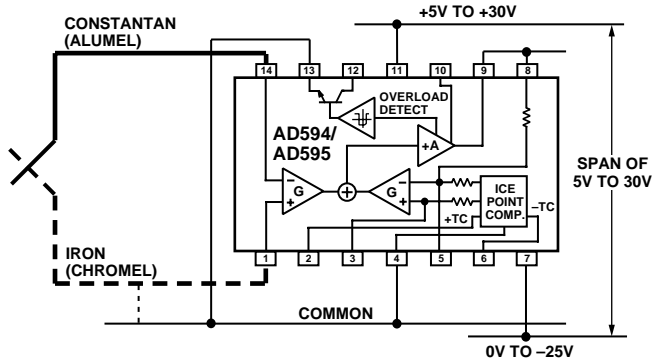 CONSTANTAN
(ALUMEL)
+5V TO +30V
14
13
12
11
10
9
8
OVERLOAD
DETECT
AD594/
AD595
+A
–
G
+
+
G
–
+
ICE
POINT
COMP.
–TC
+TC
SPAN OF
5V TO 30V
IRON
(CHROMEL)
1
2
3
4
5
6
7
COMMON
0V TO –25V